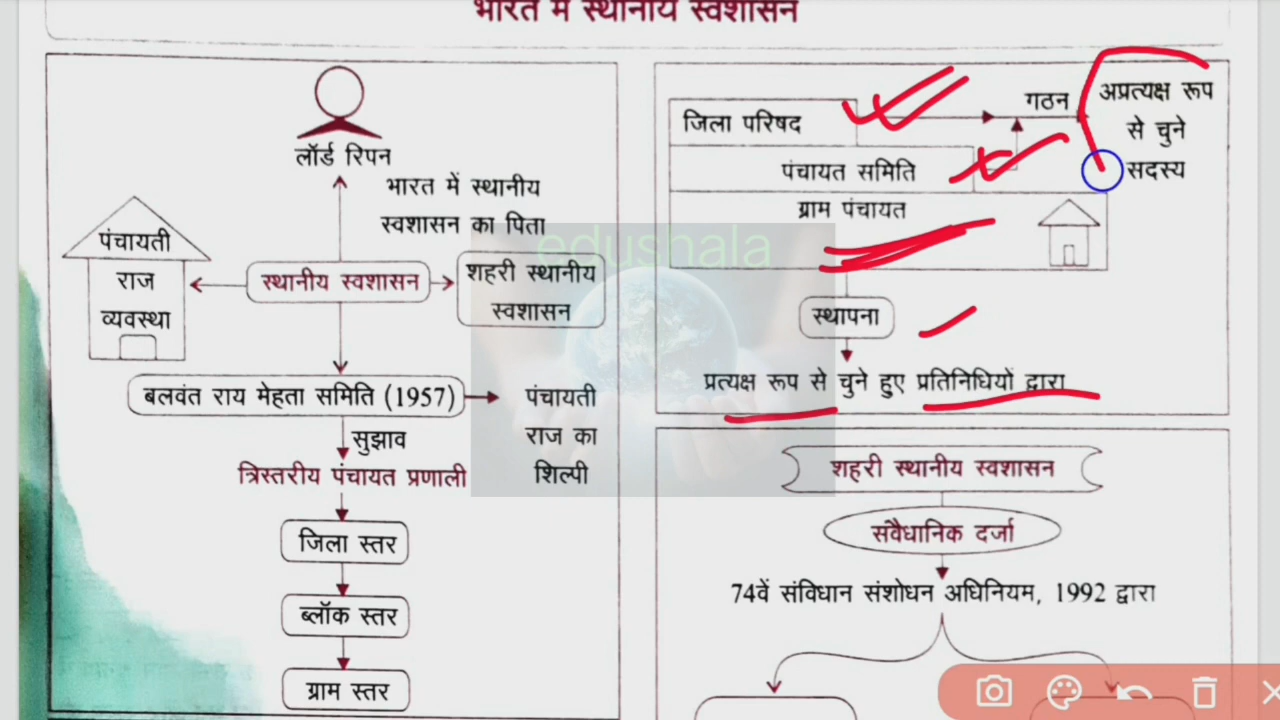 भारत में स्थानीय स्वशासन
लॉर्ड रिपन
भारत में स्थानीय
स्वशासन का पिता
पंचायती
राज
व्यवस्था
स्थानीय स्वशासन
शहरी स्थानीय
स्वशासन
बलवंत राय मेहता समिति (1957)
पंचायती
राज का
शिल्पी
सुझाव
त्रिस्तरीय पंचायत प्रणाली
जिला स्तर
ब्लॉक स्तर
ग्राम स्तर
जिला परिषद
पंचायत समिति
ग्राम पंचायत
गठन
अप्रत्यक्ष रूप
से चुने
सदस्य
edushala
स्थापना
प्रत्यक्ष रूप से चुने हुए प्रतिनिधियों द्वारा
शहरी स्थानीय स्वशासन
संवैधानिक दर्जा
74वें संविधान संशोधन अधिनियम, 1992 द्वारा